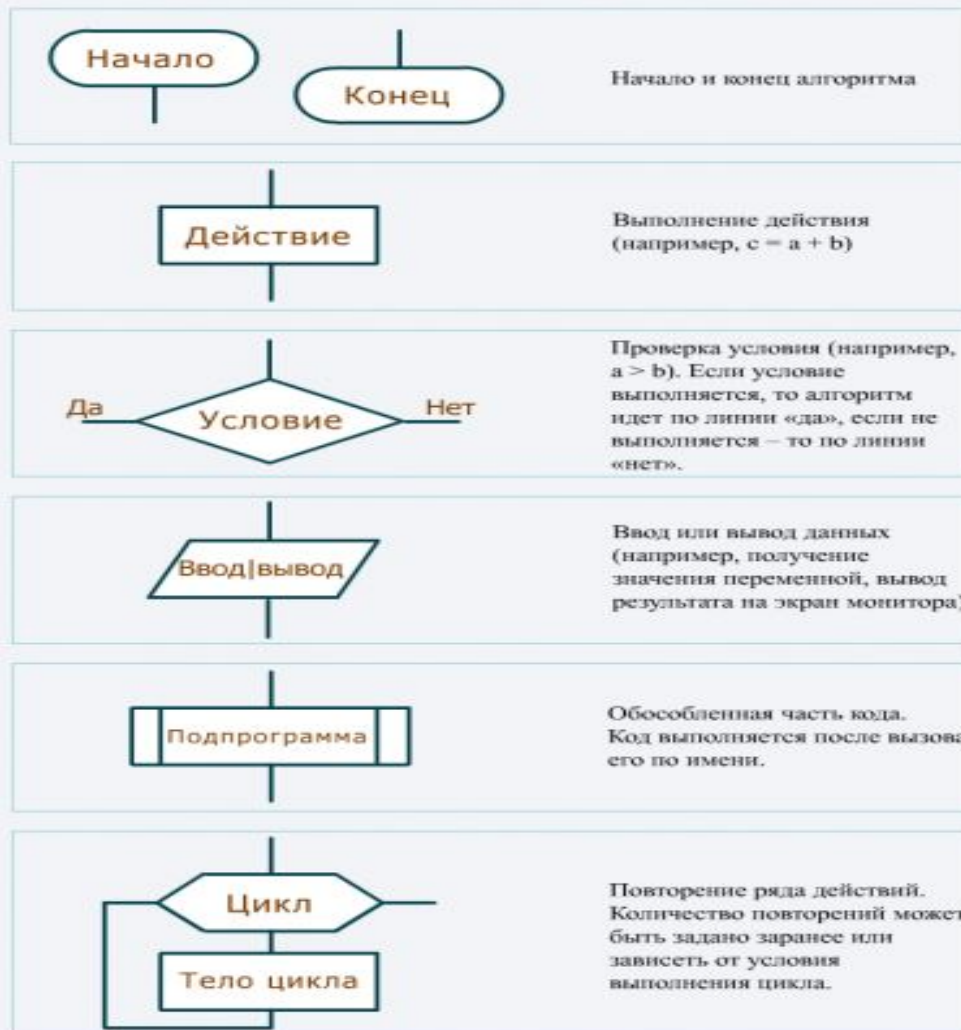 Начало
Конец
Начало и конец алгоритма
Действие
Выполнение действия
(например, c = a + b)
Да
Условие
Нет
Проверка условия (например,
a > b). Если условие
выполняется, то алгоритм
идет по линии «да», если не
выполняется – то по линии
«нет».
Ввод|вывод
Ввод или вывод данных
(например, получение
значения переменной, вывод
результата на экран монитора)
Подпрограмма
Обособленная часть кода.
Код выполняется после вызова
его по имени.
Цикл
Тело цикла
Повторение ряда действий.
Количество повторений может
быть задано заранее или
зависеть от условия
выполнения цикла.